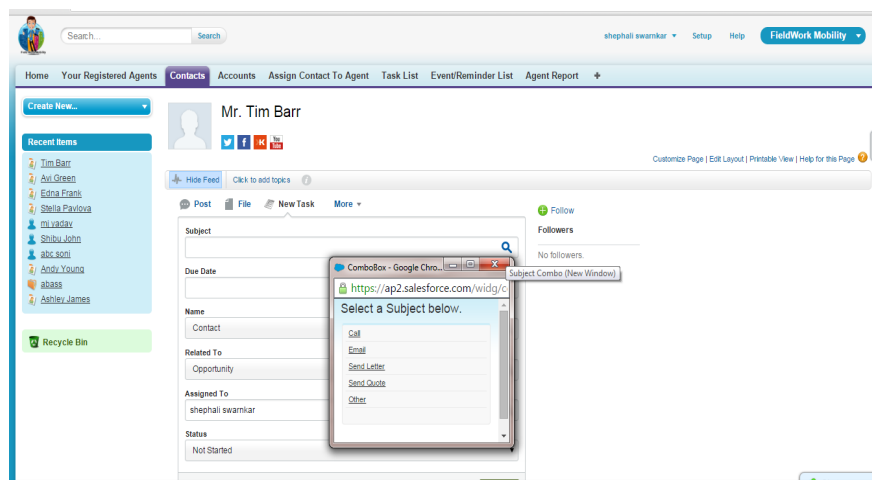 Search...
Search
shephali swarnkar
Setup
Help
FieldWork Mobility
Home
Your Registered Agents
Contacts
Accounts
Assign Contact To Agent
Task List
Event/Reminder List
Agent Report
+
Create New...
Mr. Tim Barr
You
Tube
Recent Items
Tim Barr
Avi Green
Edna Frank
Stella Pavlova
mi yadav
Shibu John
abc soni
Andy Young
abass
Ashley James
Recycle Bin
Customize Page | Edit Layout | Printable View | Help for this Page
Hide Feed
Click to add topics
Post
File
New Task
More
Subject
Due Date
Name
Contact
Related To
Opportunity
Assigned To
shephali swarnkar
Status
Not Started
ComboBox - Google Chro...
https://ap2.salesforce.com/widg/c
Select a Subject below.
Call
Email
Send Letter
Send Quote
Other
Follow
Followers
No followers.
Subject Combo (New Window)